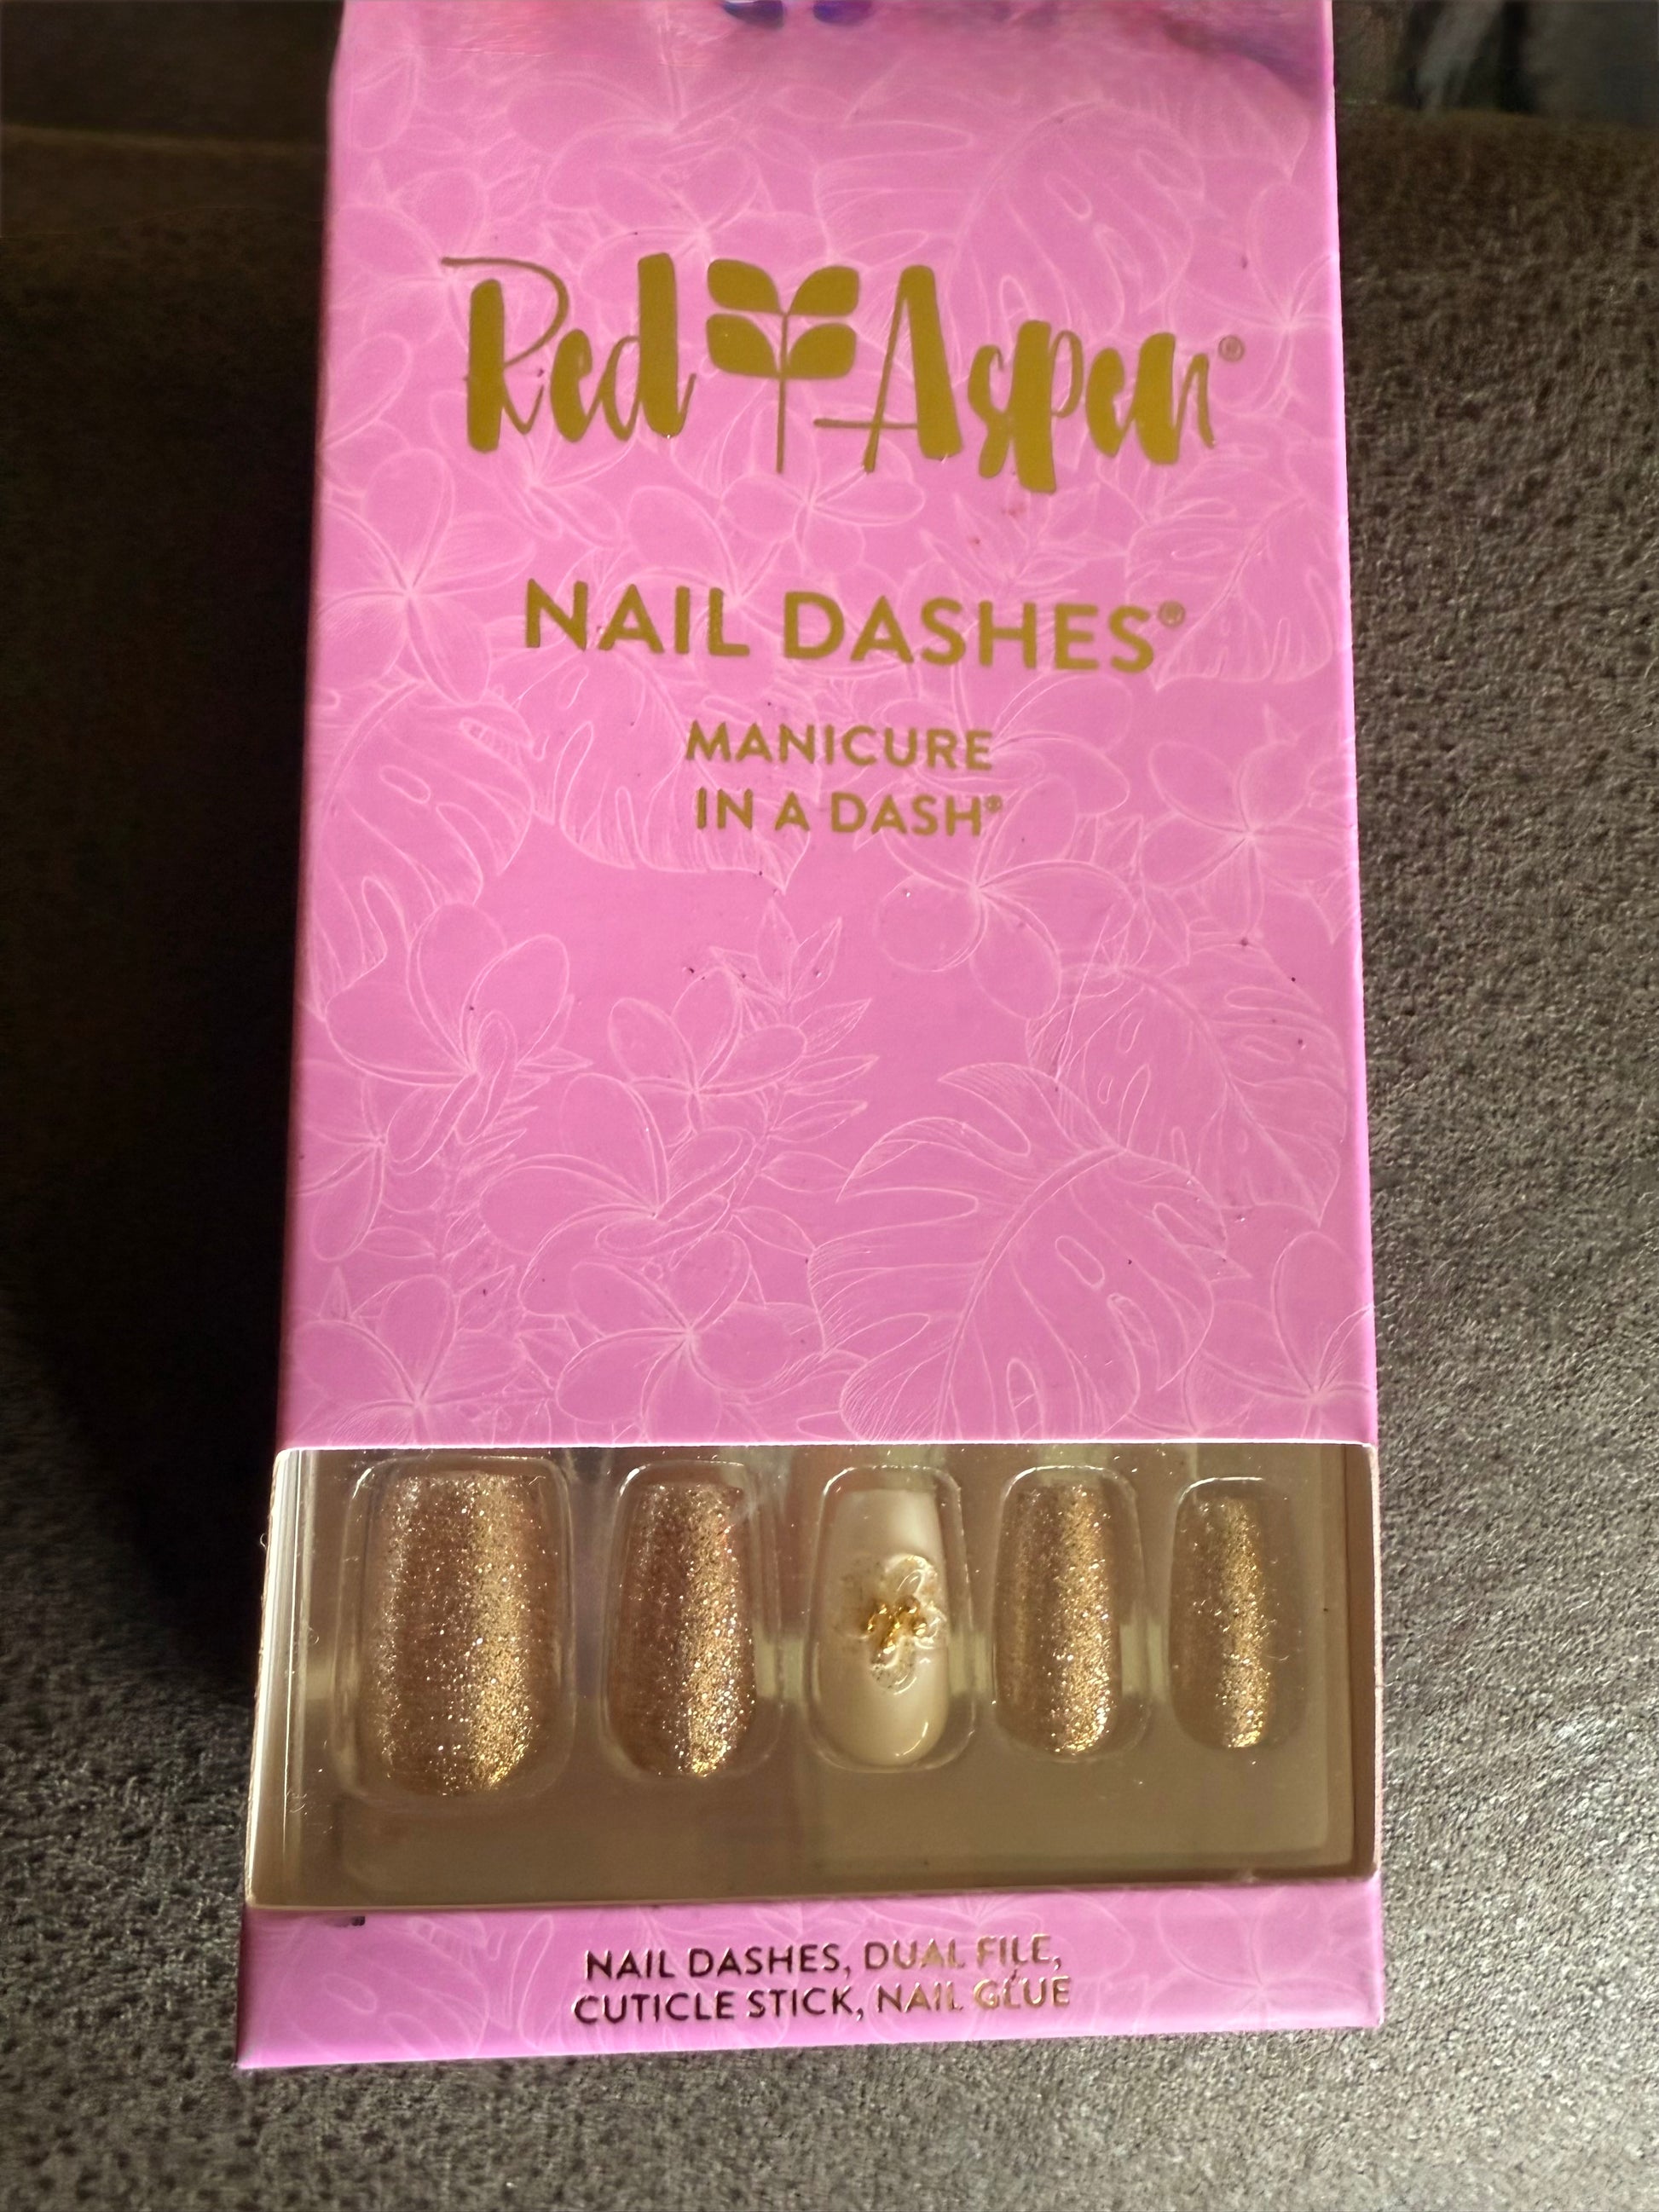 Red Aspen®
NAIL DASHES®
MANICURE
IN A DASH®
NAIL DASHES, DUAL FILE,
CUTICLE STICK, NAIL GLUE